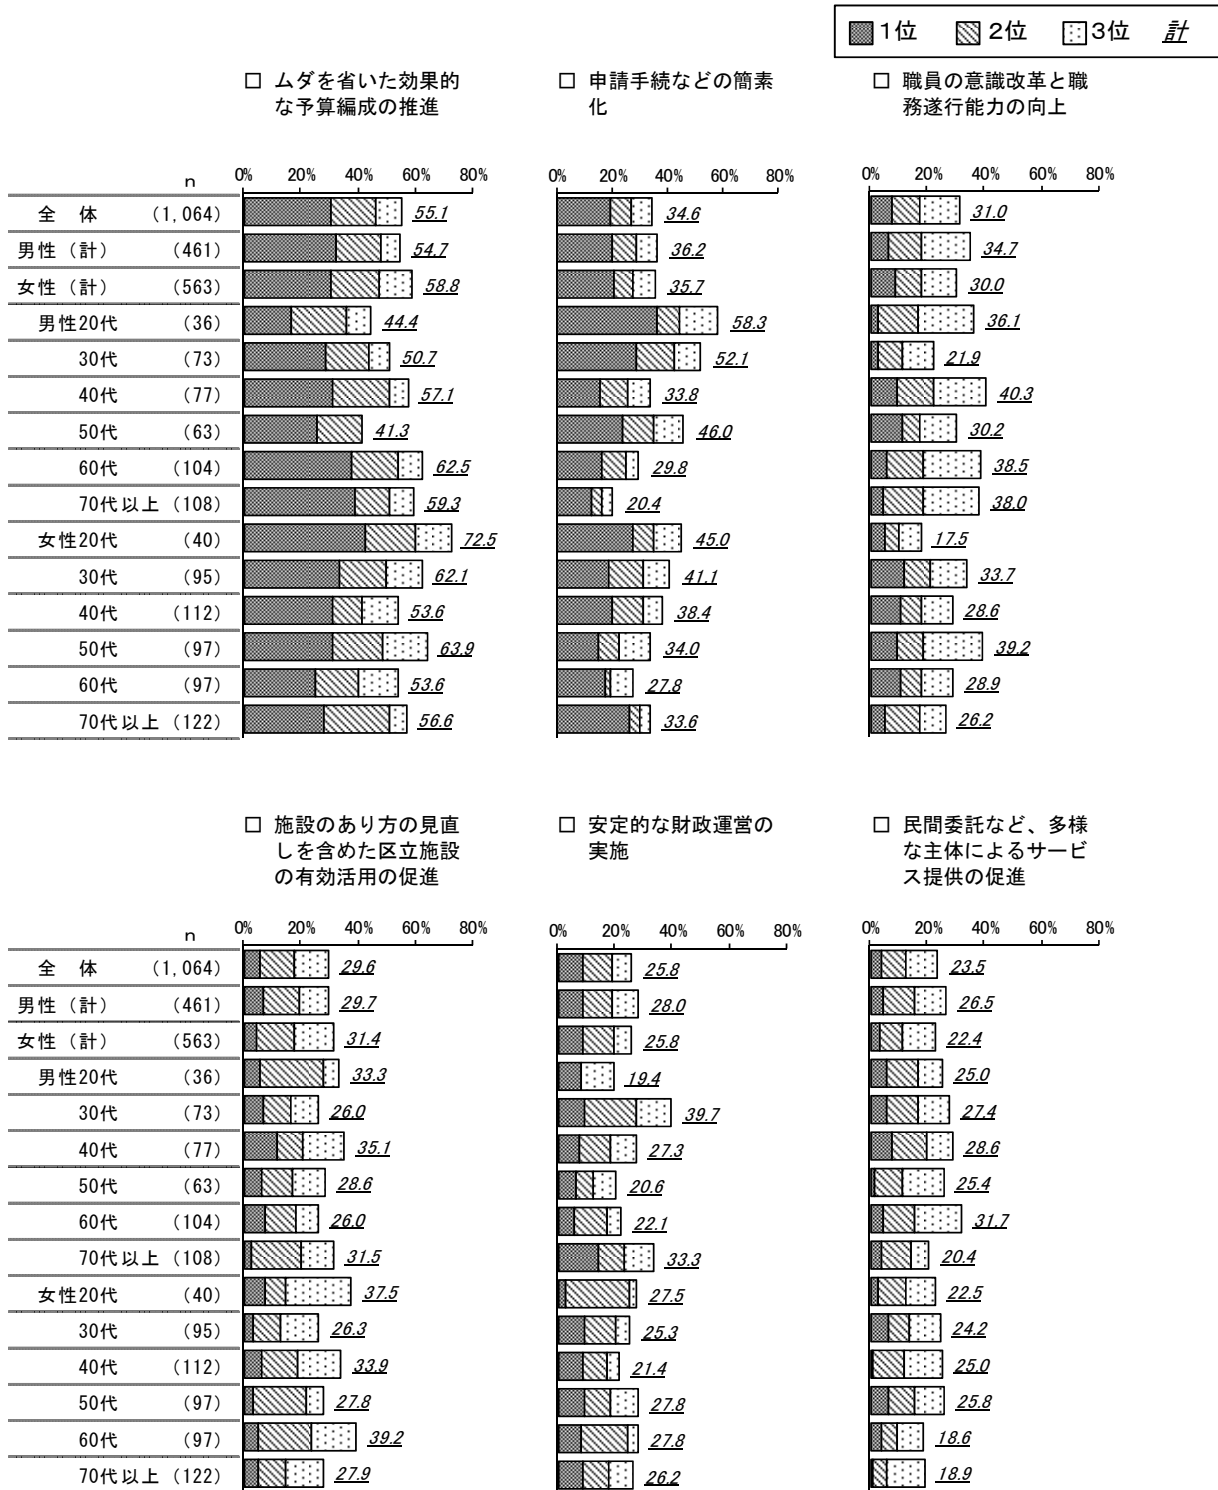 1位 2位 3位 計
□ ムダを省いた効果的
な予算編成の推進
□ 申請手続などの簡素
化
□ 職員の意識改革と職
務遂行能力の向上
n 0% 20% 40% 60% 80% 0% 20% 40% 60% 80% 0% 20% 40% 60% 80%
全 体 (1,064) 55.1 34.6 31.0
男性(計) (461) 54.7 36.2 34.7
女性(計) (563) 58.8 35.7 30.0
男性20代 (36) 44.4 58.3 36.1
30代 (73) 50.7 52.1 21.9
40代 (77) 57.1 33.8 40.3
50代 (63) 41.3 46.0 30.2
60代 (104) 62.5 29.8 38.5
70代以上 (108) 59.3 20.4 38.0
女性20代 (40) 72.5 45.0 17.5
30代 (95) 62.1 41.1 33.7
40代 (112) 53.6 38.4 28.6
50代 (97) 63.9 34.0 39.2
60代 (97) 53.6 27.8 28.9
70代以上 (122) 56.6 33.6 26.2
□ 施設のあり方の見直
しを含めた区立施設
の有効活用の促進
□ 安定的な財政運営の
実施
□ 民間委託など、多様
な主体によるサービ
ス提供の促進
n 0% 20% 40% 60% 80% 0% 20% 40% 60% 80% 0% 20% 40% 60% 80%
全 体 (1,064) 29.6 25.8 23.5
男性(計) (461) 29.7 28.0 26.5
女性(計) (563) 31.4 25.8 22.4
男性20代 (36) 33.3 19.4 25.0
30代 (73) 26.0 39.7 27.4
40代 (77) 35.1 27.3 28.6
50代 (63) 28.6 20.6 25.4
60代 (104) 26.0 22.1 31.7
70代以上 (108) 31.5 33.3 20.4
女性20代 (40) 37.5 27.5 22.5
30代 (95) 26.3 25.3 24.2
40代 (112) 33.9 21.4 25.0
50代 (97) 27.8 27.8 25.8
60代 (97) 39.2 27.8 18.6
70代以上 (122) 27.9 26.2 18.9